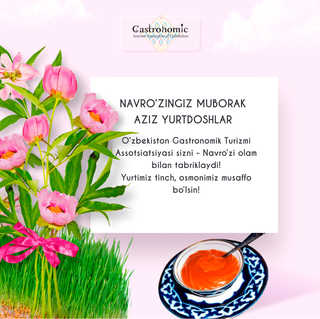 Gastronomic
NAVRO'ZINGIZ MUBORAK
AZIZ YURTDOSHLAR
O'zbekiston Gastronomik Turizmi
Assotsiatsiyasi sizni - Navro'zi olam
bilan tabriklaydi!
Yurtimiz tinch, osmonimiz musaffo
bo'lsin!